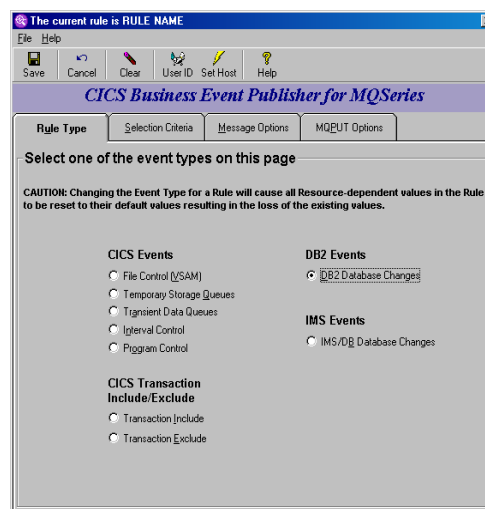 The current rule is RULE NAME
File Help
Save Cancel Clear User ID Set Host Help
CICS Business Event Publisher for MQSeries
Rule Type Selection Criteria Message Options MQPUT Options
Select one of the event types on this page
CAUTION: Changing the Event Type for a Rule will cause all Resource-dependent values in the Rule
to be reset to their default values resulting in the loss of the existing values.
CICS Events
File Control (VSAM)
Temporary Storage Queues
Transient Data Queues
Interval Control
Program Control
CICS Transaction
Include/Exclude
Transaction Include
Transaction Exclude
DB2 Events
DB2 Database Changes
IMS Events
IMS/DB Database Changes